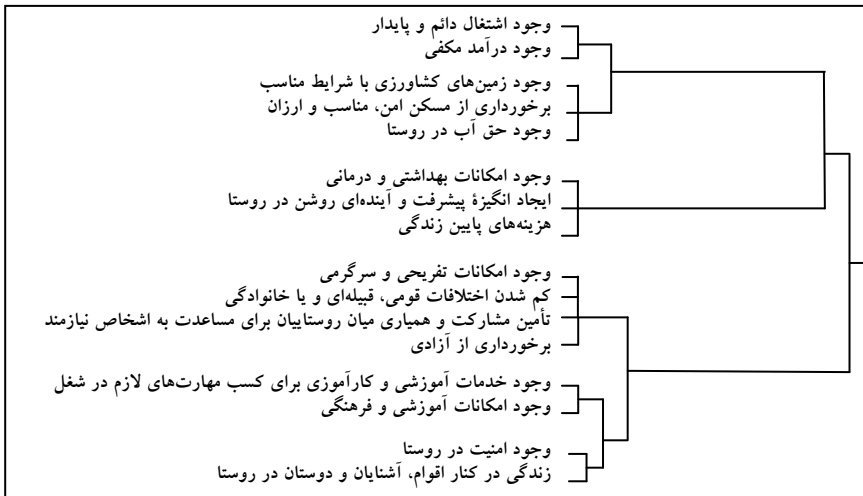 وجود اشتغال دائم و پایدار
وجود درآمد مکفی
وجود زمین‌های کشاورزی با شرایط مناسب
برخورداری از مسکن امن، مناسب و ارزان
وجود حق آب در روستا
وجود امکانات بهداشتی و درمانی
ایجاد انگیزۀ پیشرفت و آینده‌ای روشن در روستا
هزینه‌های پایین زندگی
وجود امکانات تفریحی و سرگرمی
کم شدن اختلافات قومی، قبیله‌ای و یا خانوادگی
تأمین مشارکت و همیاری میان روستاییان برای مساعدت به اشخاص نیازمند
برخورداری از آزادی
وجود خدمات آموزشی و کارآموزی برای کسب مهارت‌های لازم در شغل
وجود امکانات آموزشی و فرهنگی
وجود امنیت در روستا
زندگی در کنار اقوام، آشنایان و دوستان در روستا